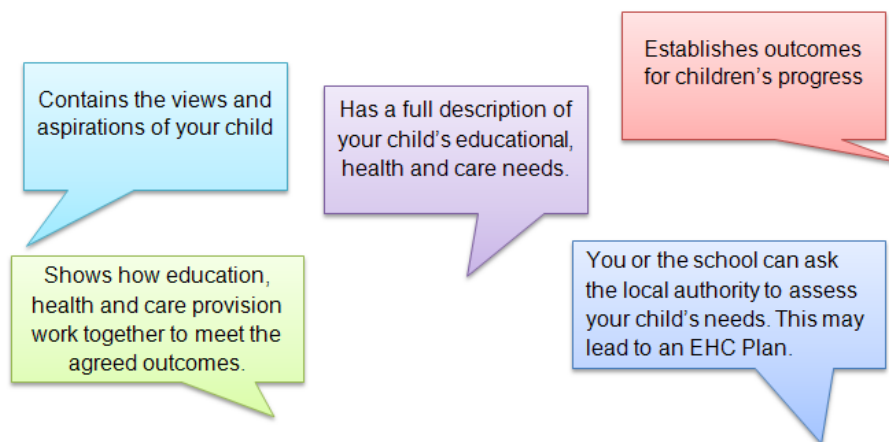 Contains the views and
aspirations of your child
Has a full description of
your child’s educational,
health and care needs.
Establishes outcomes
for children’s progress
Shows how education,
health and care provision
work together to meet the
agreed outcomes.
You or the school can ask
the local authority to assess
your child’s needs. This may
lead to an EHC Plan.